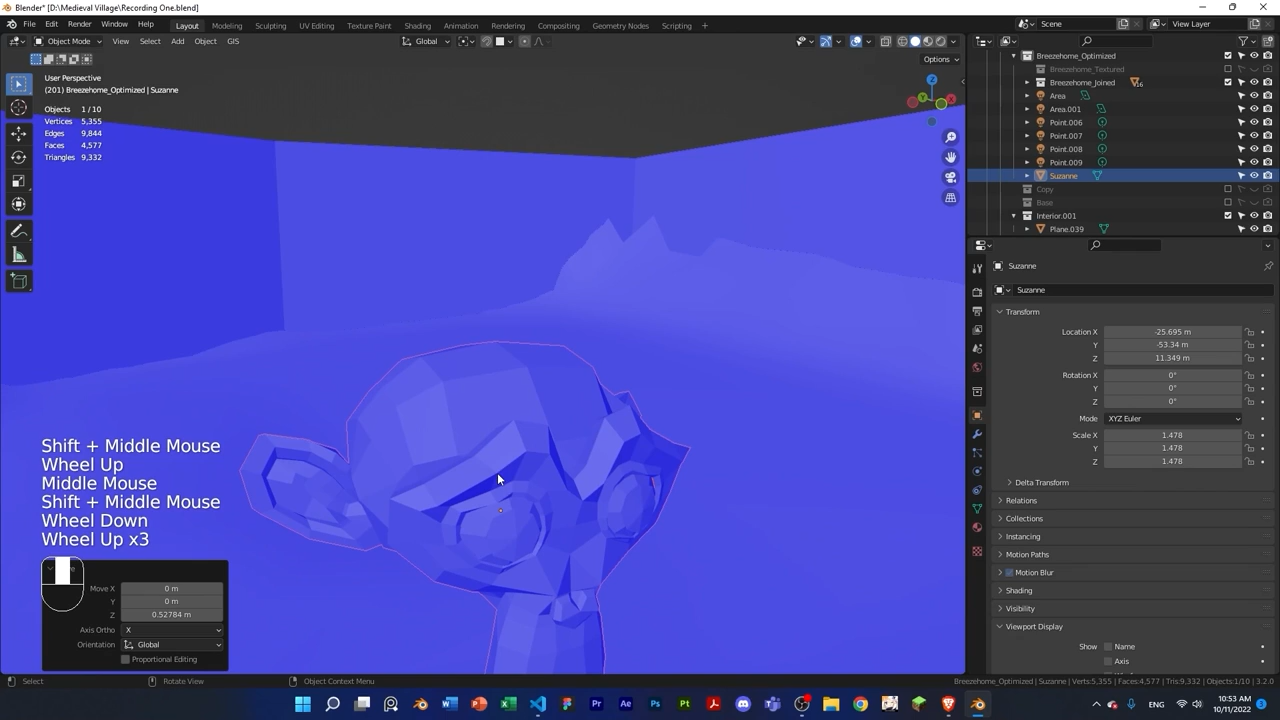 Blender* [D:\Medieval Village\Recording One.blend]
File Edit Render Window Help Layout Modeling Sculpting UV Editing Texture Paint Shading Animation Rendering Compositing Geometry Nodes Scripting + Scene View Layer
Object Mode View Select Add Object GIS Global
Options
User Perspective
(201) Breezehome_Optimized | Suzanne
Objects 1/10
Vertices 5,355
Edges 9,844
Faces 4,577
Triangles 9,332
Z
Y
X
Breezehome_Optimized
Breezehome_Textured
Breezehome_Joined 56
Area
Area.001
Point.006
Point.007
Point.008
Point.009
Suzanne
Copy
Base
Interior.001
Plane.039
Suzanne
Suzanne
Transform
Location X -25.695 m
Y -53.34 m
Z 11.349 m
Rotation X 0°
Y 0°
Z 0°
Mode XYZ Euler
Scale X 1.478
Y 1.478
Z 1.478
Delta Transform
Relations
Collections
Instancing
Motion Paths
Motion Blur
Shading
Visibility
Viewport Display
Show Name
Axis
Shift + Middle Mouse
Wheel Up
Middle Mouse
Shift + Middle Mouse
Wheel Down
Wheel Up x3
Move X 0 m
Y 0 m
Z 0.52784 m
Axis Ortho X
Orientation Global
Proportional Editing
Select Rotate View Object Context Menu
Breezehome_Optimized | Suzanne | Verts:5,355 | Faces:4,577 | Tris:9,332 | Objects:1/10 | 3.2.0
ENG
10:53 AM
10/11/2022